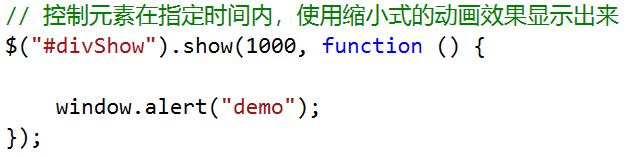 // 控制元素在指定时间内，使用缩小式的动画效果显示出来
$("#divShow").show(1000, function () {
    window.alert("demo");
});